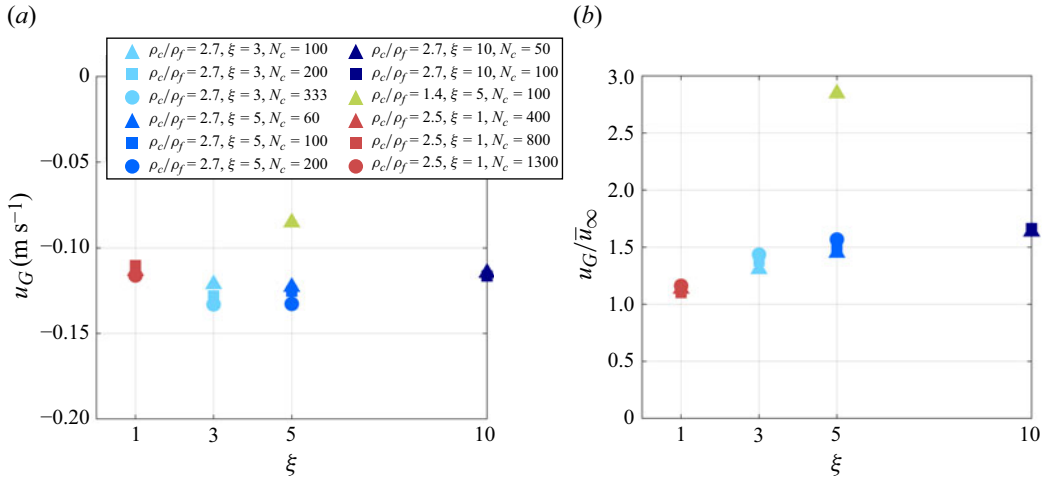 (a)
ρc/ρf = 2.7, ξ = 3, Nc = 100
ρc/ρf = 2.7, ξ = 3, Nc = 200
ρc/ρf = 2.7, ξ = 3, Nc = 333
ρc/ρf = 2.7, ξ = 5, Nc = 60
ρc/ρf = 2.7, ξ = 5, Nc = 100
ρc/ρf = 2.7, ξ = 5, Nc = 200
ρc/ρf = 2.7, ξ = 10, Nc = 50
ρc/ρf = 2.7, ξ = 10, Nc = 100
ρc/ρf = 1.4, ξ = 5, Nc = 100
ρc/ρf = 2.5, ξ = 1, Nc = 400
ρc/ρf = 2.5, ξ = 1, Nc = 800
ρc/ρf = 2.5, ξ = 1, Nc = 1300
0
−0.05
−0.10
−0.15
−0.20
uG (m s−1)
1 3 5 10
ξ
(b)
3.0
2.5
2.0
1.5
1.0
0.5
0
uG/u̅∞
1 3 5 10
ξ